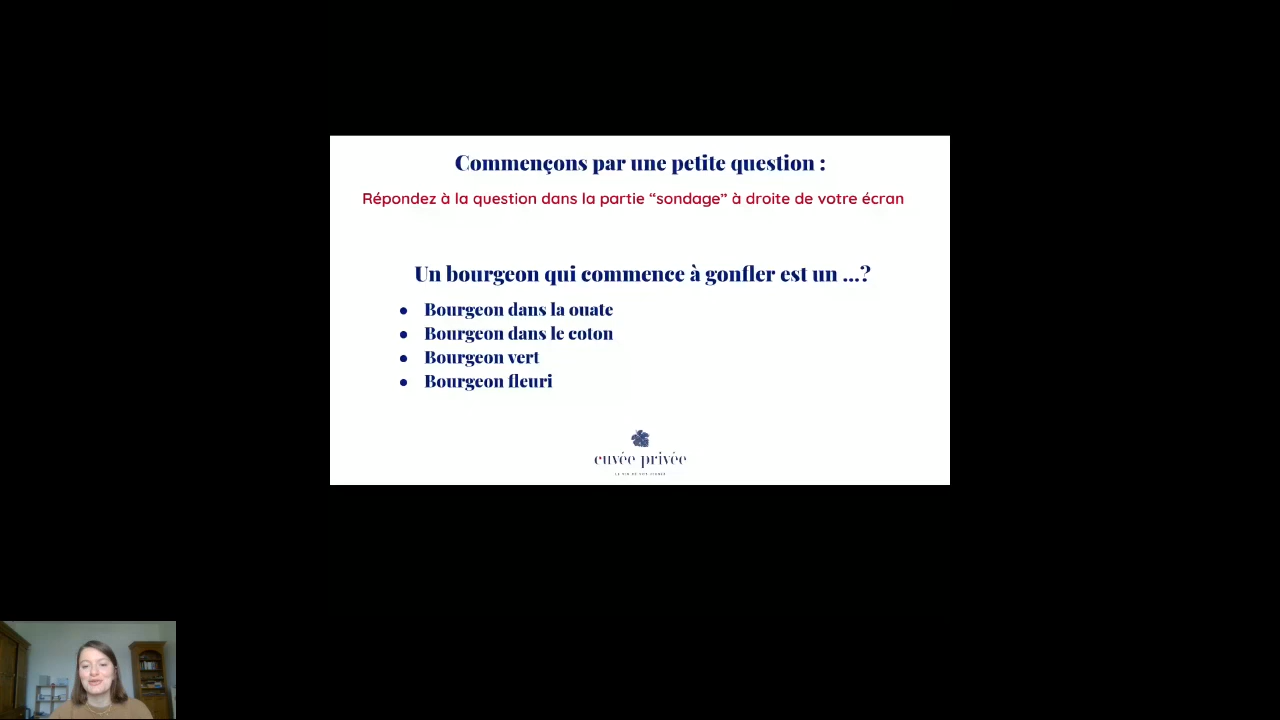 Commençons par une petite question :
Répondez à la question dans la partie “sondage” à droite de votre écran
Un bourgeon qui commence à gonfler est un ...?
● Bourgeon dans la ouate
● Bourgeon dans le coton
● Bourgeon vert
● Bourgeon fleuri
cuvée privée